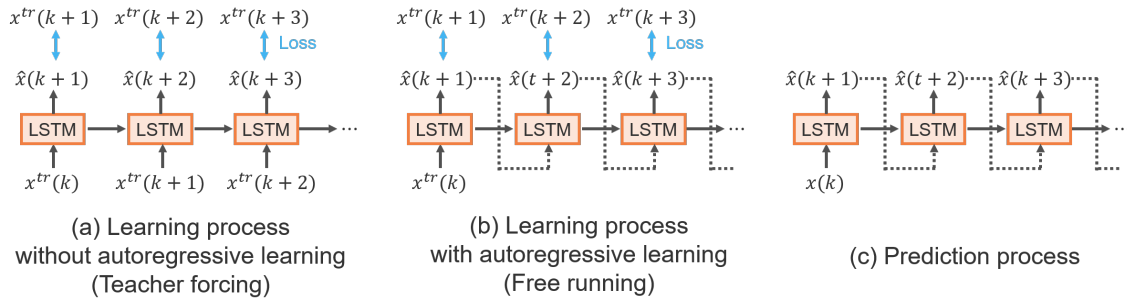 x^{tr}(k + 1) x^{tr}(k + 2) x^{tr}(k + 3)
Loss
x̂(k + 1) x̂(k + 2) x̂(k + 3)
LSTM LSTM LSTM ...
x^{tr}(k) x^{tr}(k + 1) x^{tr}(k + 2)
(a) Learning process
without autoregressive learning
(Teacher forcing)
x^{tr}(k + 1) x^{tr}(k + 2) x^{tr}(k + 3)
Loss
x̂(k + 1) x̂(t + 2) x̂(k + 3)
LSTM LSTM LSTM ...
x^{tr}(k)
(b) Learning process
with autoregressive learning
(Free running)
x̂(k + 1) x̂(t + 2) x̂(k + 3)
LSTM LSTM LSTM ..
x(k)
(c) Prediction process